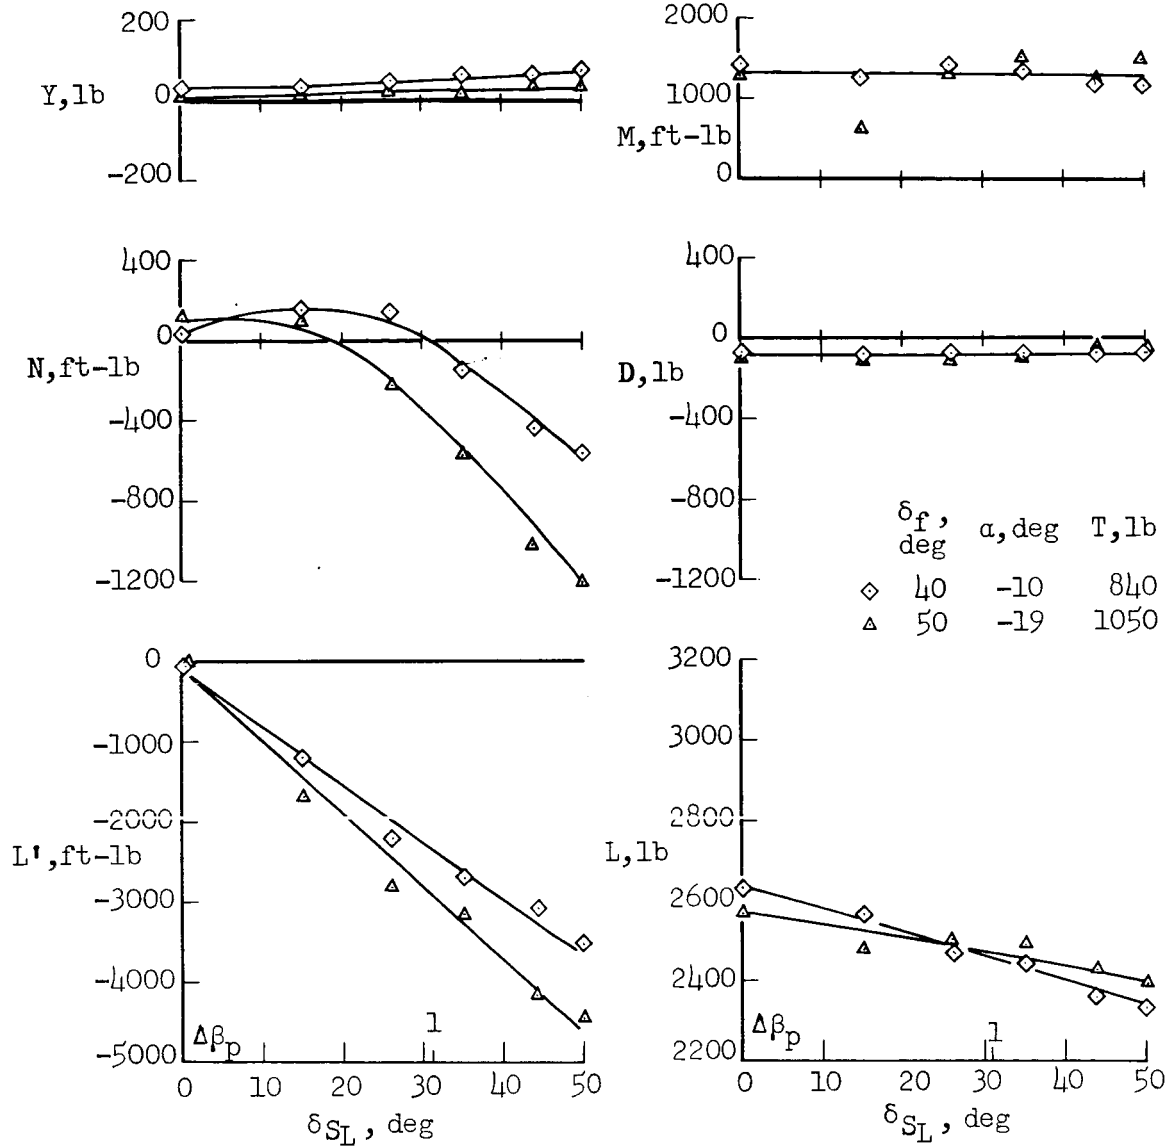 200
Y, lb
0
-200
2000
1000
M, ft-lb
0
400
0
N, ft-lb
-400
-800
-1200
400
0
D, lb
-400
-800
-1200
δf, deg α, deg T, lb
40 -10 840
50 -19 1050
0
-1000
-2000
L', ft-lb
-3000
-4000
-5000
Δβp 1
0 10 20 30 40 50
δSL, deg
3200
3000
2800
L, lb
2600
2400
2200
Δβp 1
0 10 20 30 40 50
δSL, deg